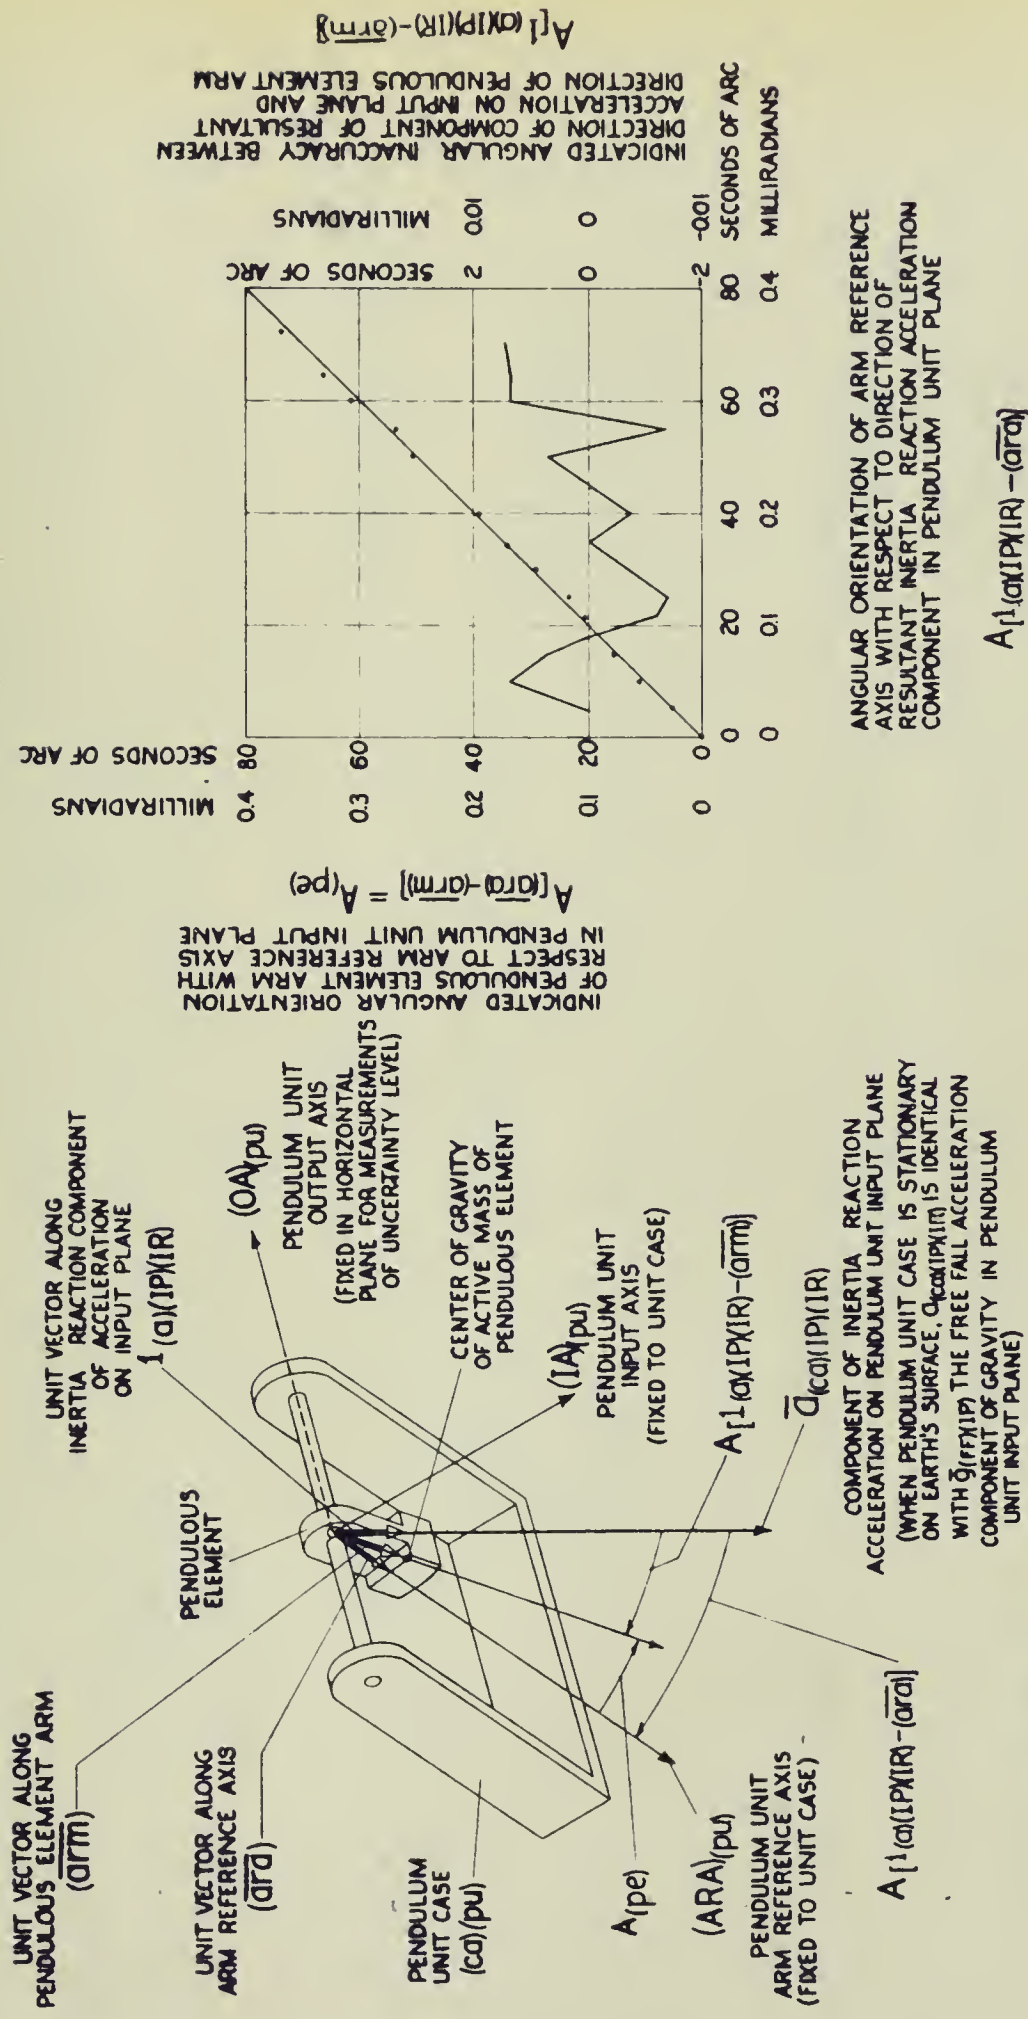 UNIT VECTOR ALONG
PENDULOUS ELEMENT ARM
(arm)
UNIT VECTOR ALONG
ARM REFERENCE AXIS
(ara)
PENDULOUS
ELEMENT
UNIT VECTOR ALONG
INERTIA REACTION COMPONENT
OF ACCELERATION
ON INPUT PLANE
1(a)(IP)(IR)
(OA)(pu)
PENDULUM UNIT
OUTPUT AXIS
(FIXED IN HORIZONTAL
PLANE FOR MEASUREMENTS
OF UNCERTAINTY LEVEL)
CENTER OF GRAVITY
OF ACTIVE MASS OF
PENDULOUS ELEMENT
(IA)(pu)
PENDULUM UNIT
INPUT AXIS
(FIXED TO UNIT CASE)
PENDULUM
UNIT CASE
(ca)(pu)
A(pe)
(ARA)(pu)
PENDULUM UNIT
ARM REFERENCE AXIS
(FIXED TO UNIT CASE)
A[1(a)(IP)(IR)-(ara)]
A[1(a)(IP)(IR)-(arm)]
a(ca)(IP)(IR)
COMPONENT OF INERTIA REACTION
ACCELERATION ON PENDULUM UNIT INPUT PLANE
(WHEN PENDULUM UNIT CASE IS STATIONARY
ON EARTH'S SURFACE, a(ca)(IP)(IR) IS IDENTICAL
WITH g(FF)(IP) THE FREE FALL ACCELERATION
COMPONENT OF GRAVITY IN PENDULUM
UNIT INPUT PLANE)
INDICATED ANGULAR ORIENTATION
OF PENDULOUS ELEMENT ARM WITH
RESPECT TO ARM REFERENCE AXIS
IN PENDULUM UNIT INPUT PLANE
A[(ara)-(arm)] = A(pe)
MILLIRADIANS
0.4
0.3
0.2
0.1
0
SECONDS OF ARC
80
60
40
20
0
SECONDS OF ARC
2
0
-2
MILLIRADIANS
0.01
0
-0.01
0 20 40 60 80 SECONDS OF ARC
0 0.1 0.2 0.3 0.4 MILLIRADIANS
INDICATED ANGULAR INACCURACY BETWEEN
DIRECTION OF COMPONENT OF RESULTANT
ACCELERATION ON INPUT PLANE AND
DIRECTION OF PENDULOUS ELEMENT ARM
A[1(a)(IP)(IR)-(arm)]
ANGULAR ORIENTATION OF ARM REFERENCE
AXIS WITH RESPECT TO DIRECTION OF
RESULTANT INERTIA REACTION ACCELERATION
COMPONENT IN PENDULUM UNIT PLANE
A[1(a)(IP)(IR)-(ara)]